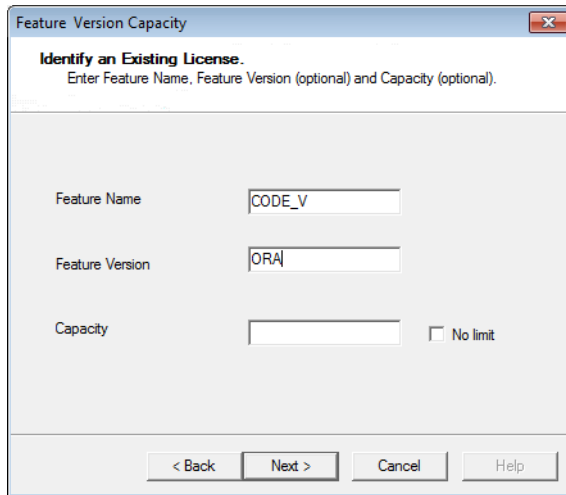 Feature Version Capacity
Identify an Existing License.
Enter Feature Name, Feature Version (optional) and Capacity (optional).
Feature Name
CODE_V
Feature Version
ORA
Capacity
No limit
< Back
Next >
Cancel
Help